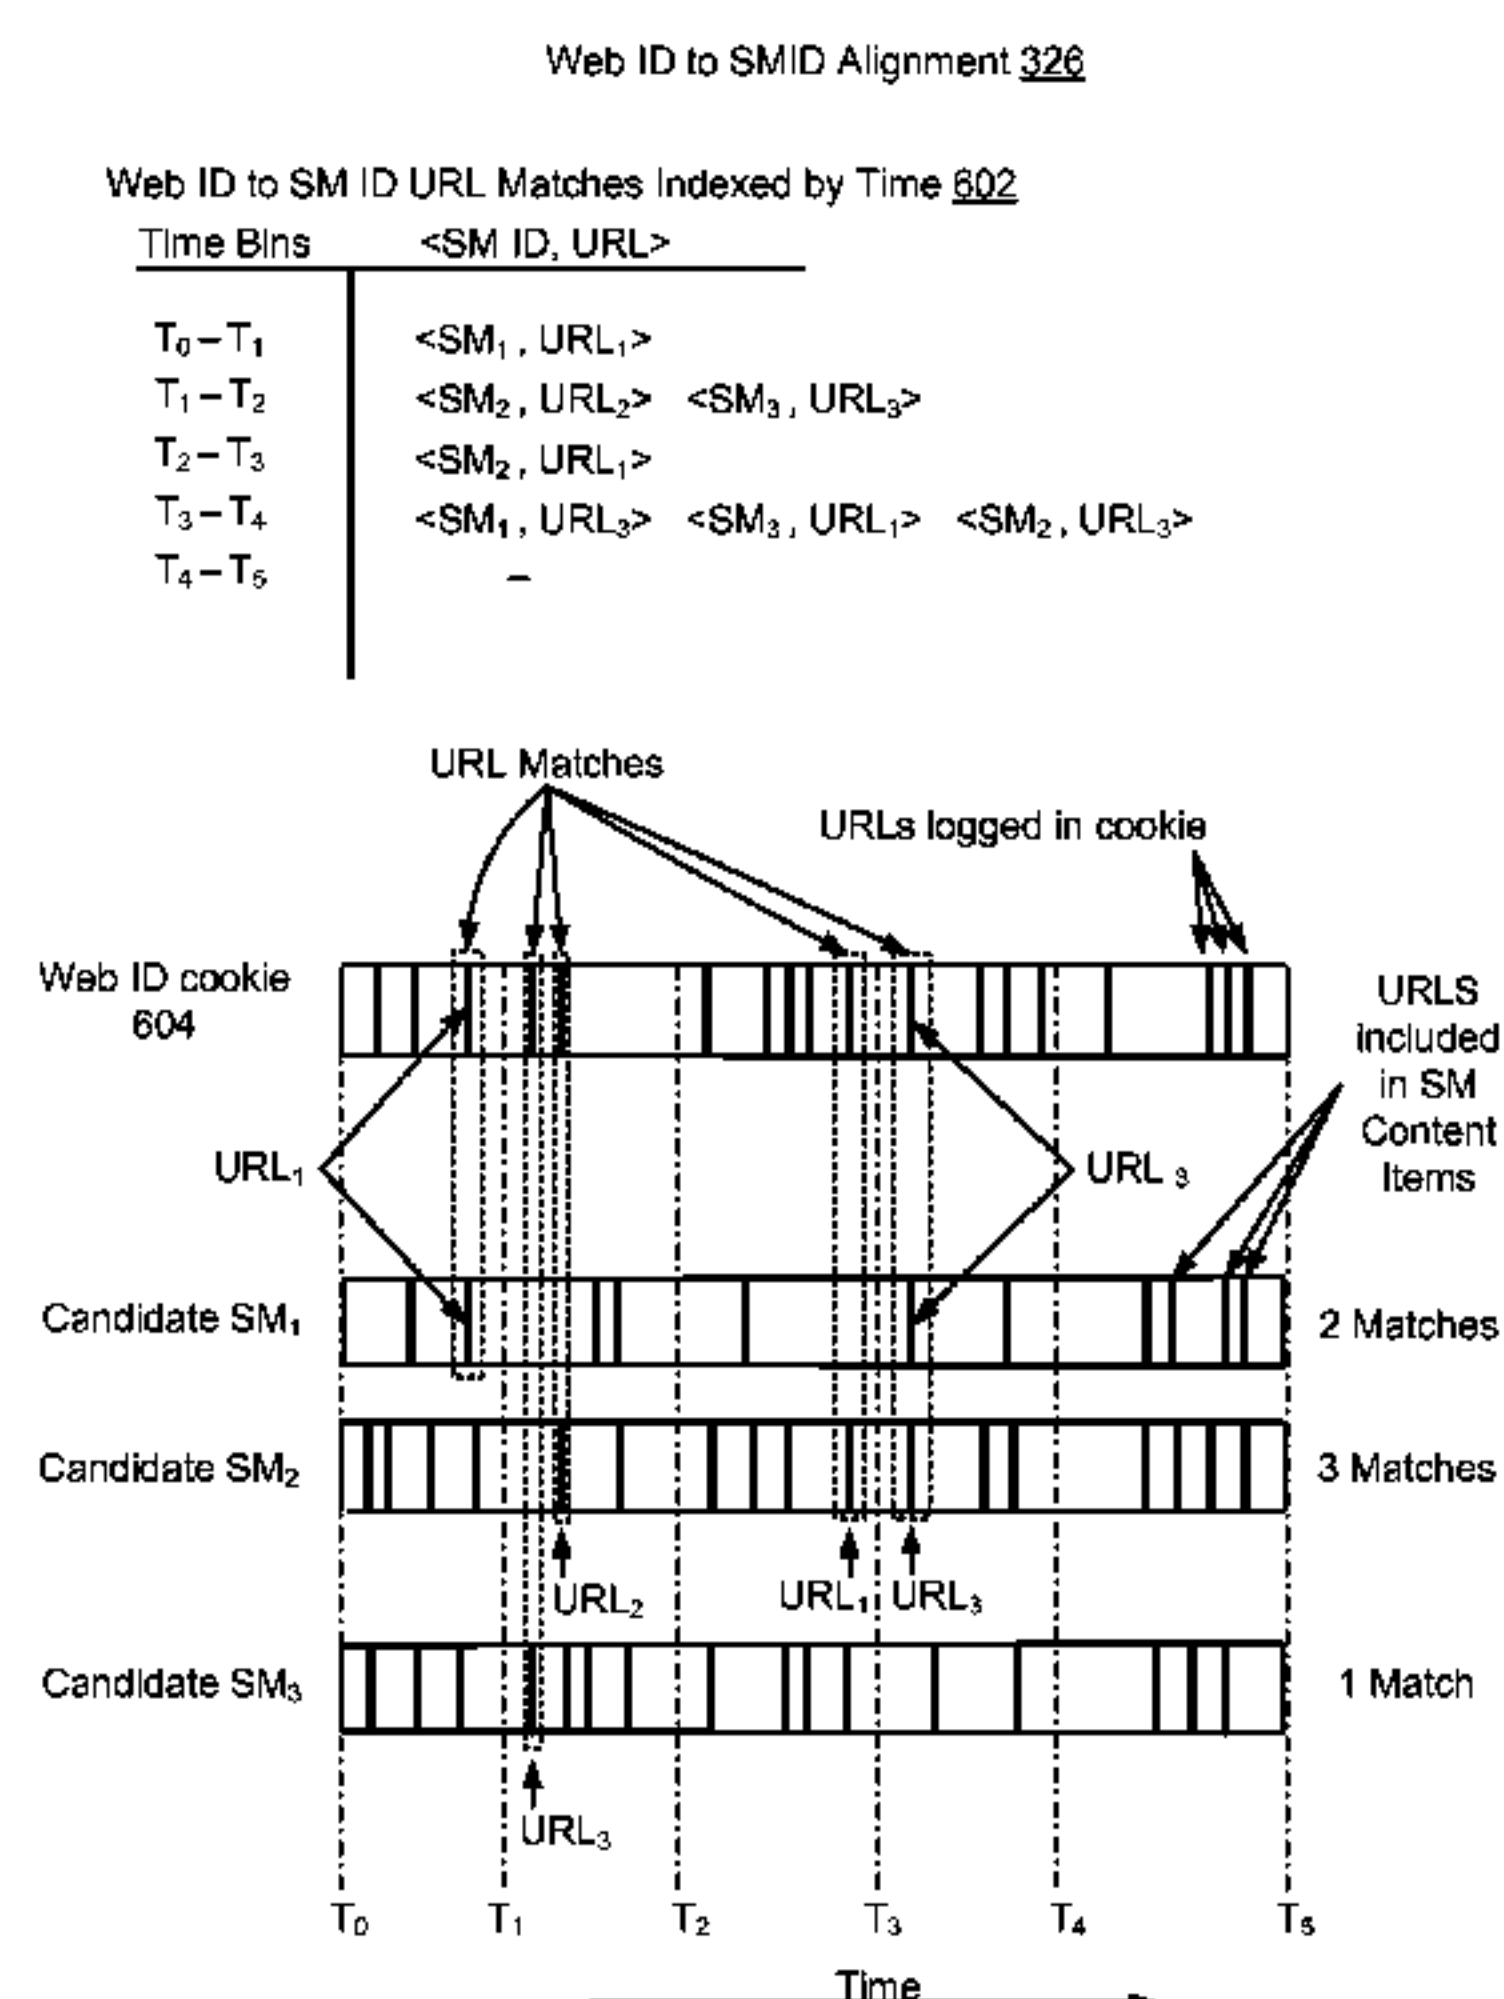 Web ID to SMID Alignment 326
Web ID to SM ID URL Matches Indexed by Time 602
Time Bins <SM ID, URL>
T₀–T₁ <SM₁, URL₁>
T₁–T₂ <SM₂, URL₂> <SM₃, URL₃>
T₂–T₃ <SM₂, URL₁>
T₃–T₄ <SM₁, URL₃> <SM₃, URL₁> <SM₂, URL₃>
T₄–T₅ –
URL Matches
URLs logged in cookie
Web ID cookie
604
URLS
included
in SM
Content
Items
URL₁
URL₃
Candidate SM₁
2 Matches
Candidate SM₂
3 Matches
URL₂
URL₁
URL₃
Candidate SM₃
1 Match
URL₃
T₀ T₁ T₂ T₃ T₄ T₅
Time